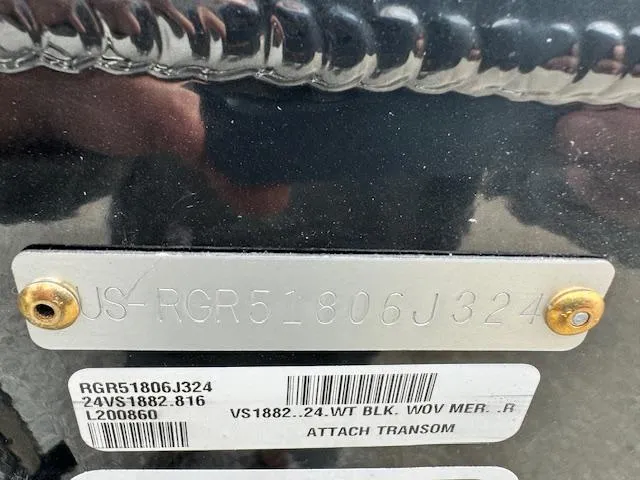 US-RGR51806J324
RGR51806J324
24VS1882.816
L200860
VS1882..24.WT BLK. WOV MER. .R
ATTACH TRANSOM